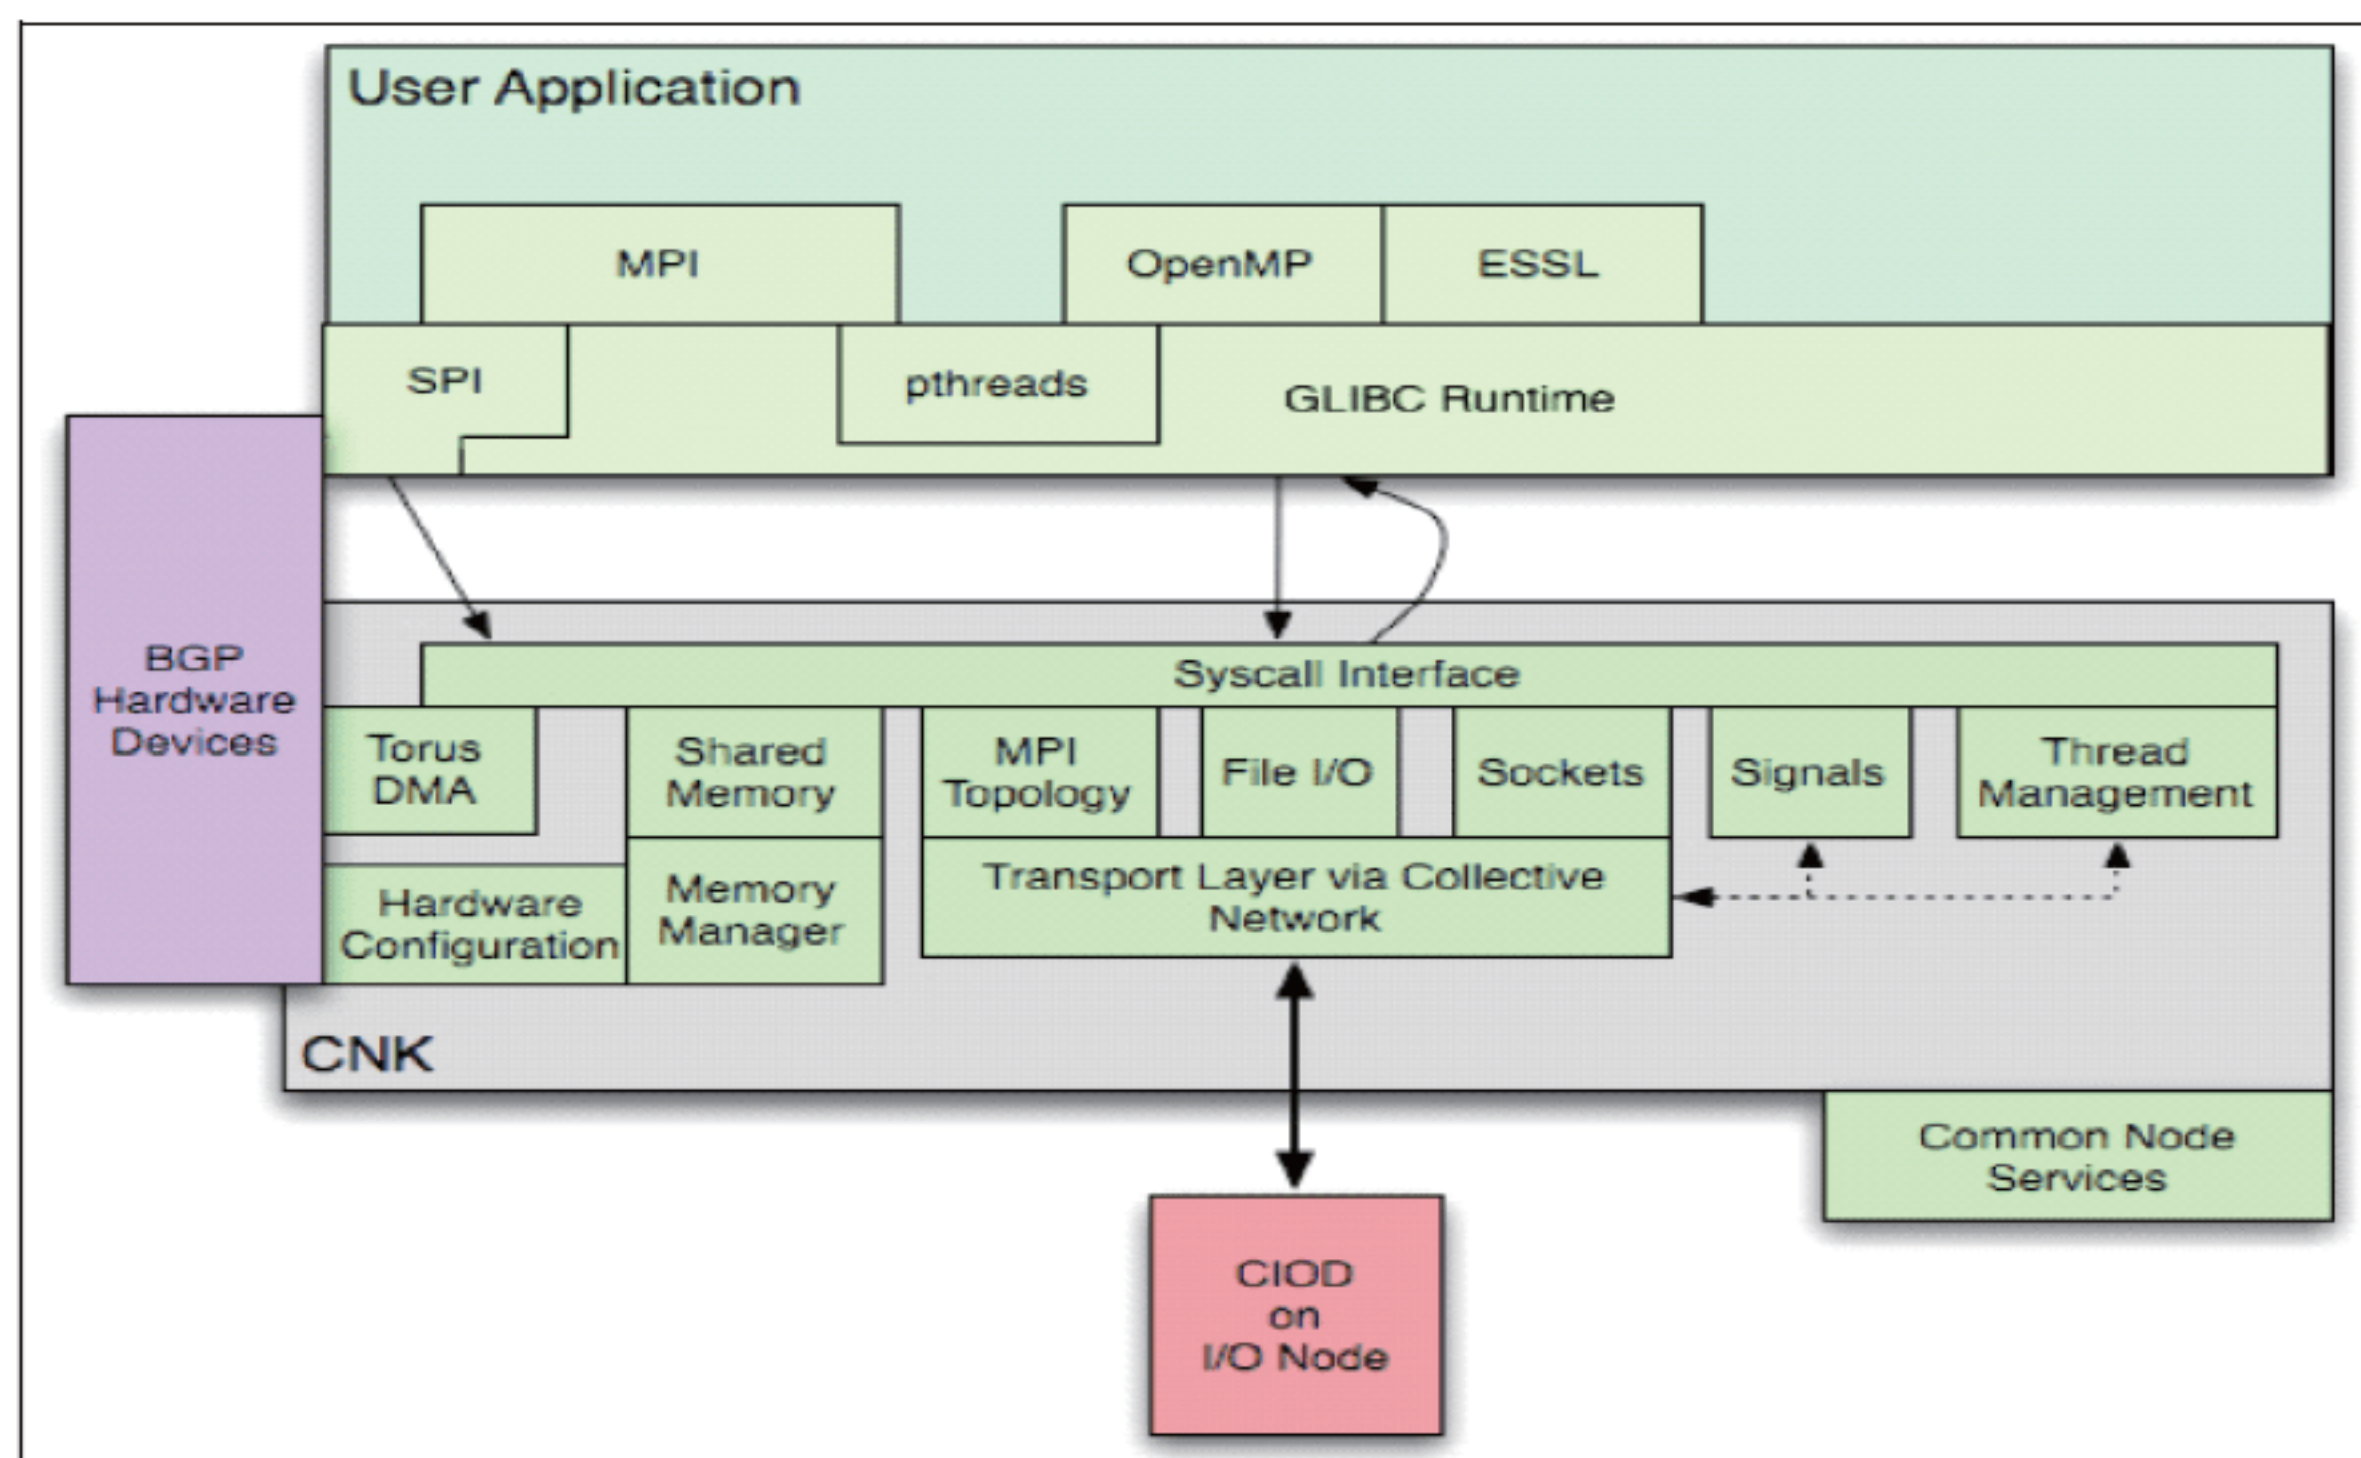 User Application
MPI
OpenMP
ESSL
SPI
pthreads
GLIBC Runtime
BGP
Hardware
Devices
Syscall Interface
Torus
DMA
Shared
Memory
MPI
Topology
File I/O
Sockets
Signals
Thread
Management
Hardware
Configuration
Memory
Manager
Transport Layer via Collective
Network
CNK
Common Node
Services
CIOD
on
I/O Node